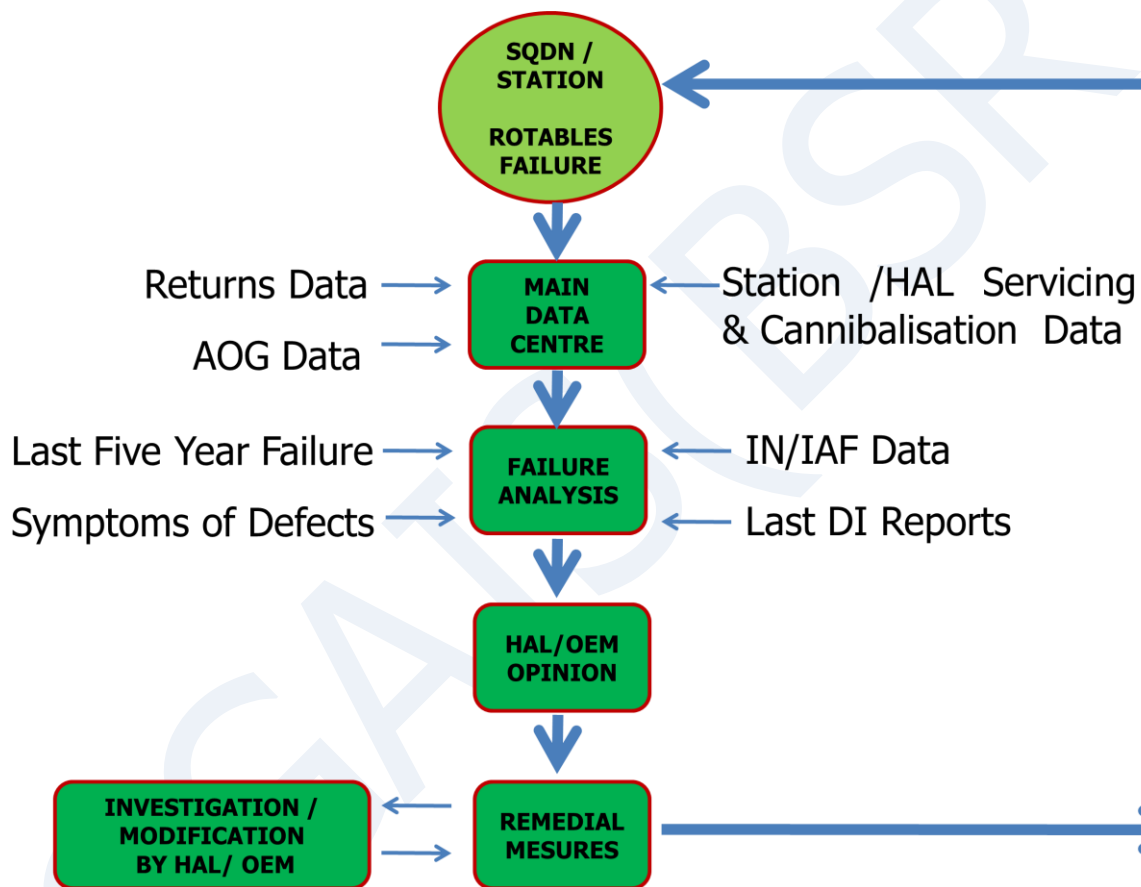 SQDN /
STATION
ROTABLES
FAILURE
Returns Data
AOG Data
MAIN
DATA
CENTRE
Station /HAL Servicing
& Cannibalisation Data
Last Five Year Failure
Symptoms of Defects
FAILURE
ANALYSIS
IN/IAF Data
Last DI Reports
HAL/OEM
OPINION
INVESTIGATION /
MODIFICATION
BY HAL/ OEM
REMEDIAL
MESURES
GAIS(BSR